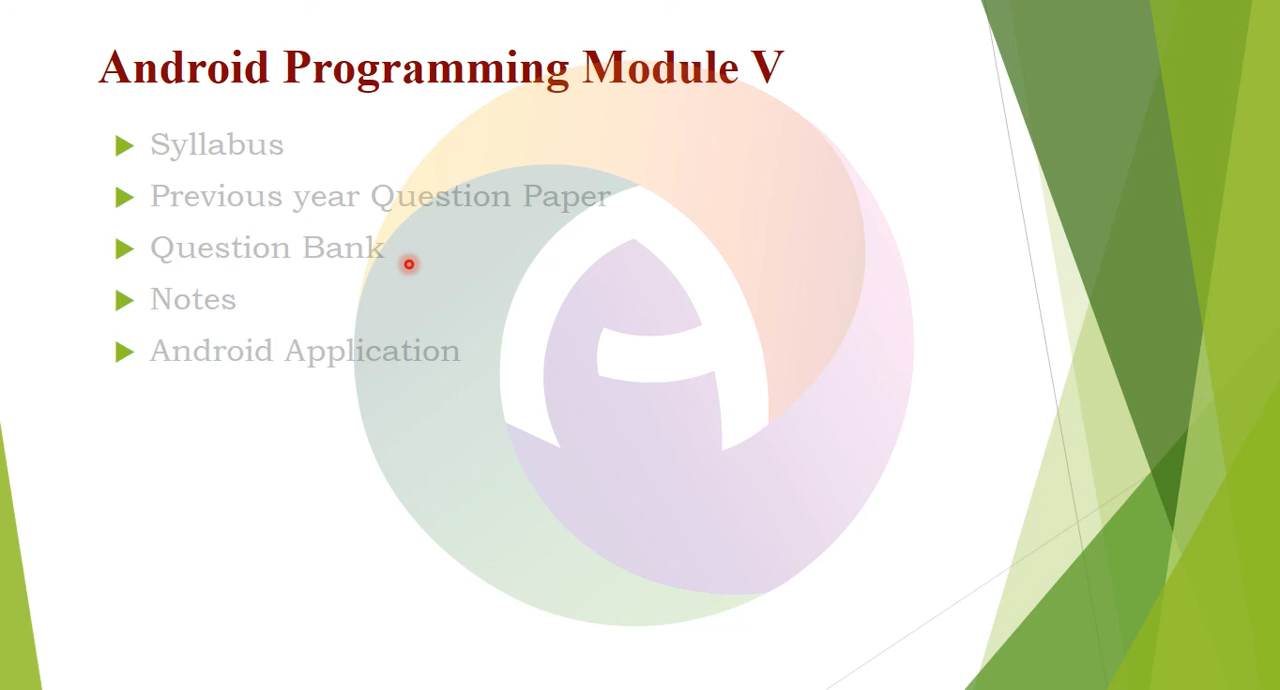 Android Programming Module V
Syllabus
Previous year Question Paper
Question Bank
Notes
Android Application